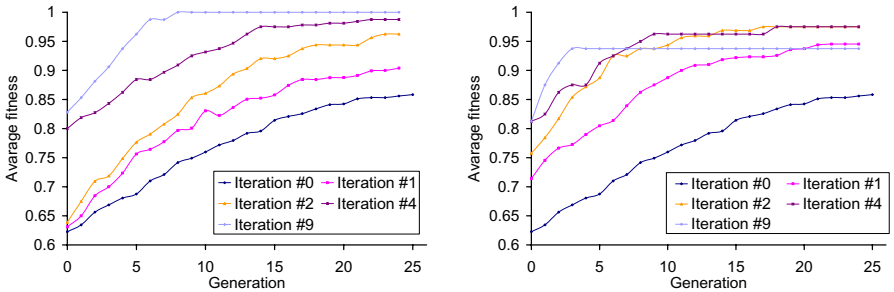 1
0.95
0.9
0.85
0.8
0.75
0.7
0.65
0.6
Avarage fitness
0 5 10 15 20 25
Generation
Iteration #0 Iteration #1
Iteration #2 Iteration #4
Iteration #9
1
0.95
0.9
0.85
0.8
0.75
0.7
0.65
0.6
Avarage fitness
0 5 10 15 20 25
Generation
Iteration #0 Iteration #1
Iteration #2 Iteration #4
Iteration #9